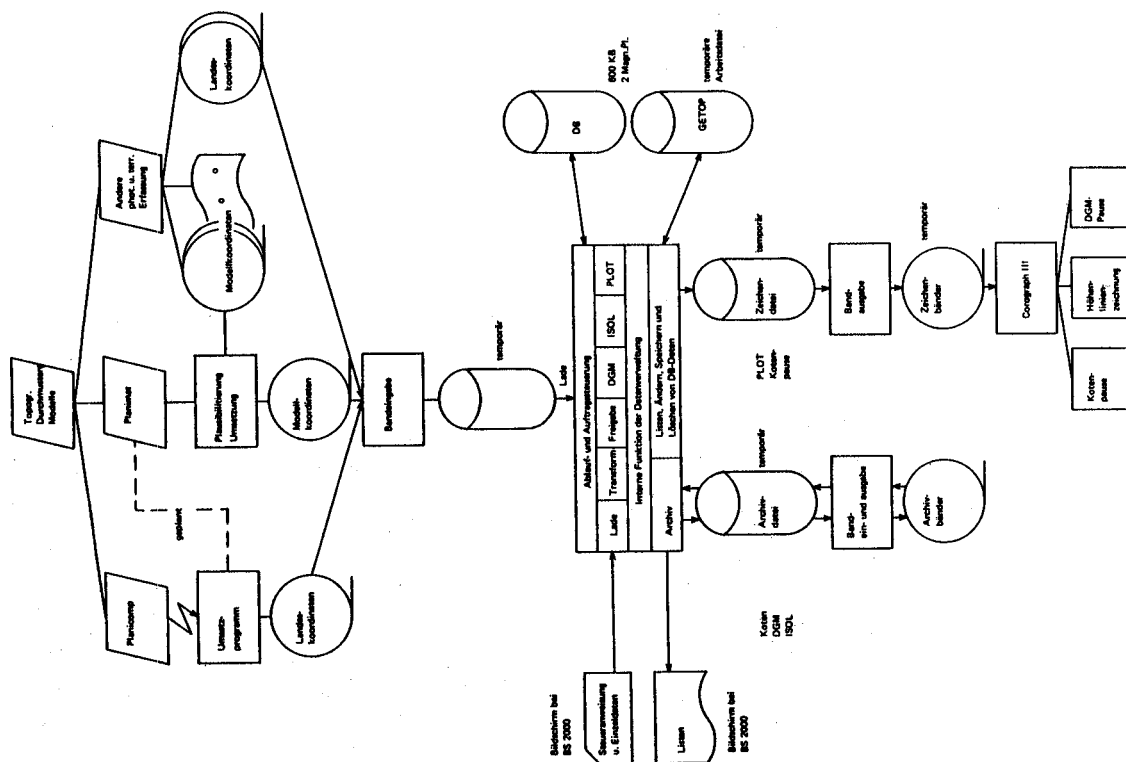 Topogr.
Modelle
Planicomp
Planimat
Andere
phot. u. terr.
Erfassung
geplant
Umsetz-
programm
Plausibilisierung
Umsetzung
Modellkoordinaten
Landes-
koordinaten
Landes-
koordinaten
Modell-
koordinaten
Bandeingabe
temporär
Lade
Bildschirm bei
BS 2000
Steueranweisung
u. Einzeldaten
Listen
Bildschirm bei
BS 2000
Ablauf- und Auftragssteuerung
Lade
Transform
Freigabe
DGM
ISOL
PLOT
Interne Funktion der Datenverwaltung
Archiv
Listen, Ändern, Speichern und
Löschen von DB-Daten
DB
800 KB
2 Magn.Pl.
GETOP
temporäre
Arbeitsdatei
Koten
DGM
ISOL
Archiv-
datei
temporär
Band-
ein- und ausgabe
Archiv-
bänder
PLOT
Koten-
pause
Zeichen-
datei
temporär
Band-
ausgabe
Zeichen-
bänder
temporär
Coragraph III
Koten-
pause
Höhen-
linien-
zeichnung
DGM-
Pause